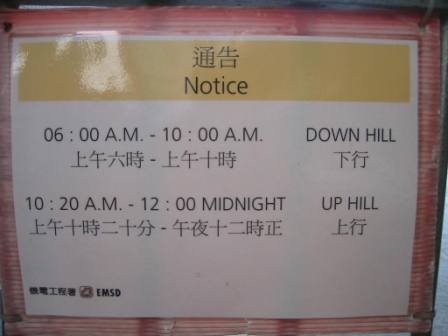 通告
Notice
06 : 00 A.M. - 10 : 00 A.M. DOWN HILL
上午六時 - 上午十時 下行
10 : 20 A.M. - 12 : 00 MIDNIGHT UP HILL
上午十時二十分 - 午夜十二時正 上行
機電工程署 EMSD